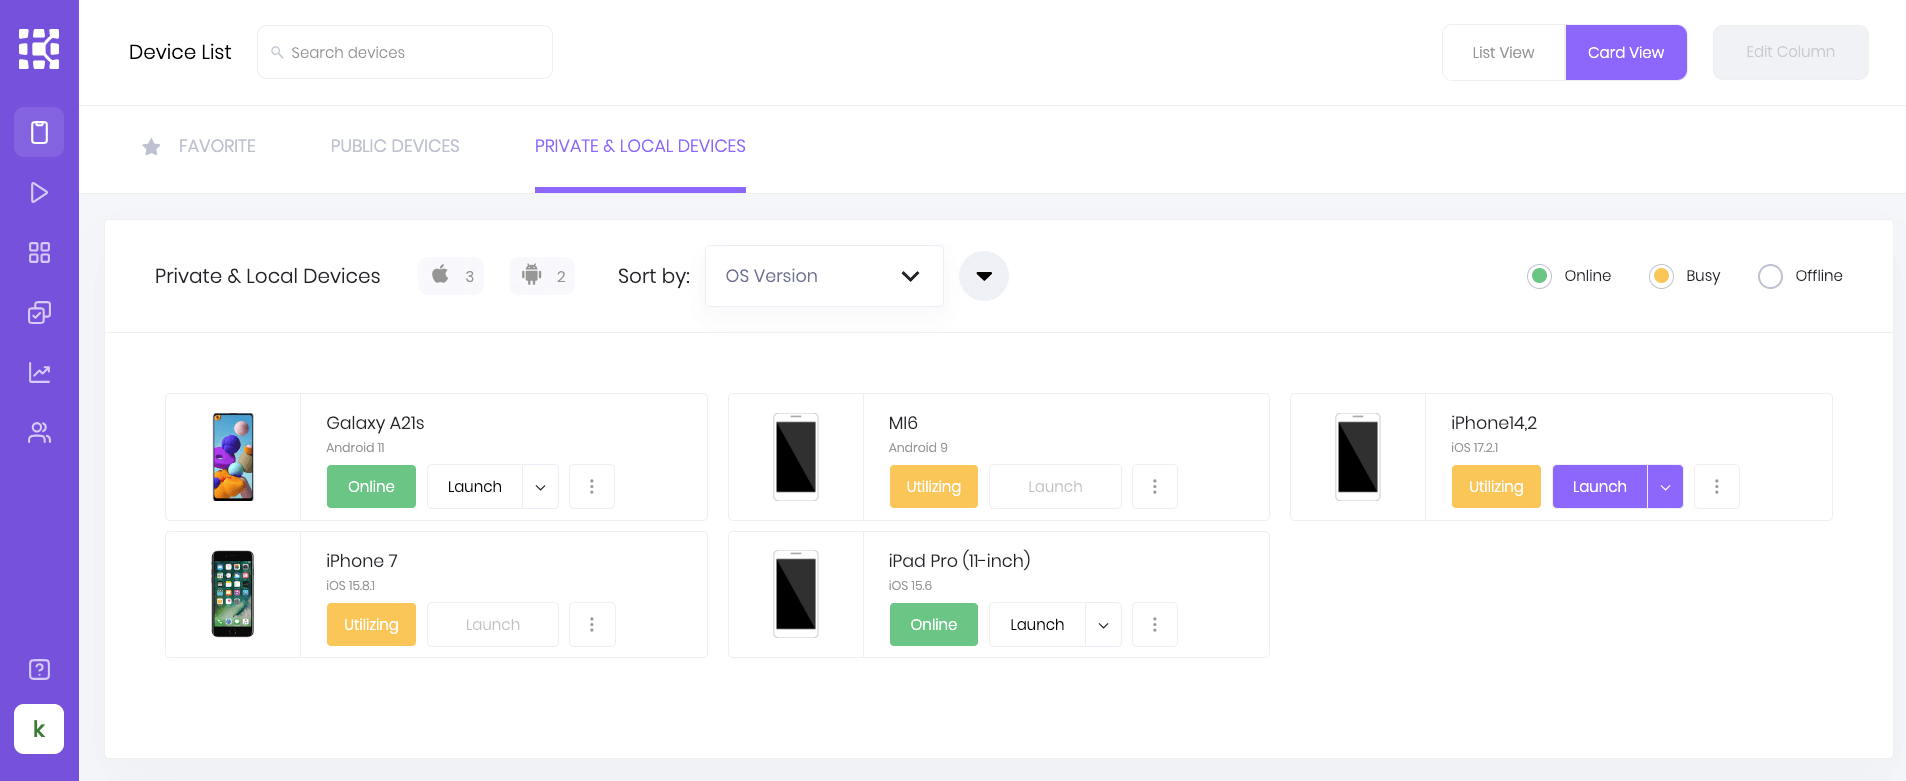 Device List
Search devices
List View
Card View
Edit Column
FAVORITE
PUBLIC DEVICES
PRIVATE & LOCAL DEVICES
Private & Local Devices
3
2
Sort by:
OS Version
Online
Busy
Offline
Galaxy A21s
Android 11
Online
Launch
MI6
Android 9
Utilizing
Launch
iPhone14,2
iOS 17.2.1
Utilizing
Launch
iPhone 7
iOS 15.8.1
Utilizing
Launch
iPad Pro (11-inch)
iOS 15.6
Online
Launch
k